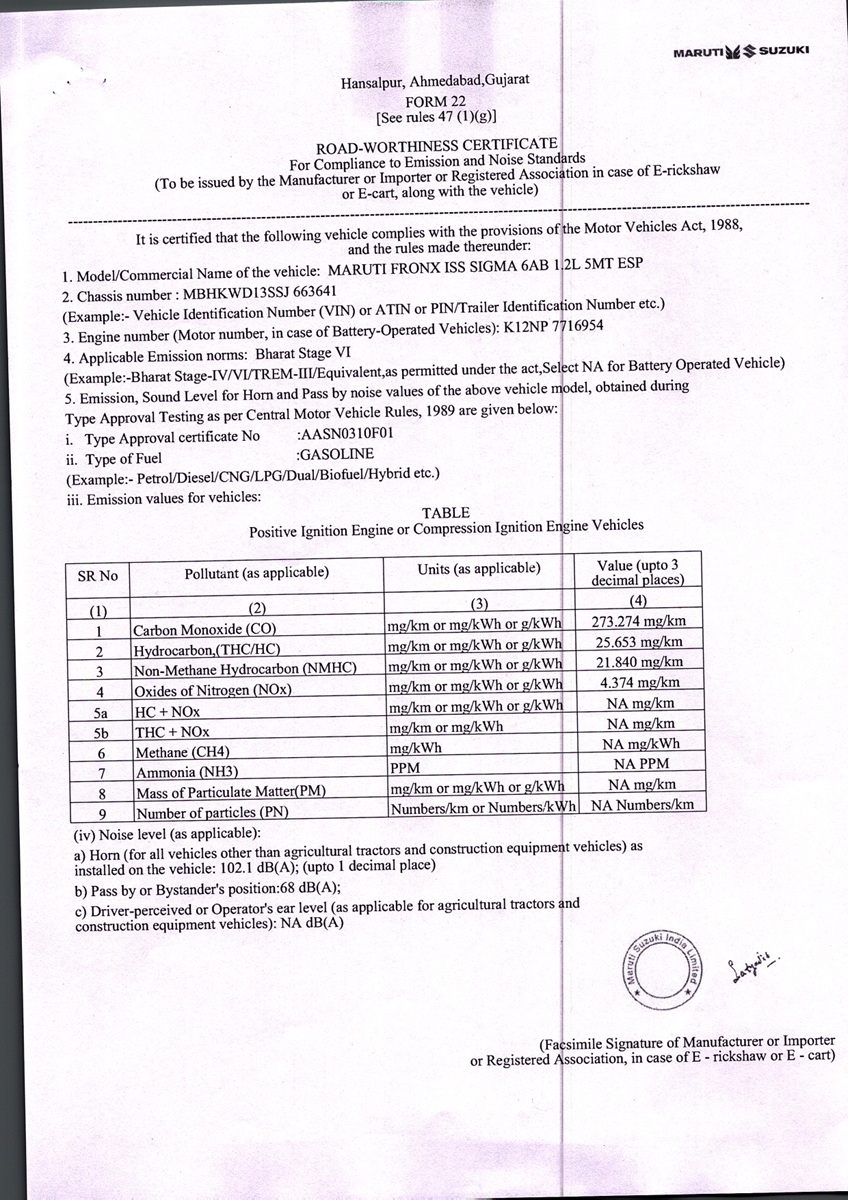 MARUTI SUZUKI
Hansalpur, Ahmedabad,Gujarat
FORM 22
[See rules 47 (1)(g)]
ROAD-WORTHINESS CERTIFICATE
For Compliance to Emission and Noise Standards
(To be issued by the Manufacturer or Importer or Registered Association in case of E-rickshaw
or E-cart, along with the vehicle)
It is certified that the following vehicle complies with the provisions of the Motor Vehicles Act, 1988,
and the rules made thereunder:
1. Model/Commercial Name of the vehicle: MARUTI FRONX ISS SIGMA 6AB 1.2L 5MT ESP
2. Chassis number : MBHKWD13SSJ 663641
(Example:- Vehicle Identification Number (VIN) or ATIN or PIN/Trailer Identification Number etc.)
3. Engine number (Motor number, in case of Battery-Operated Vehicles): K12NP 7716954
4. Applicable Emission norms: Bharat Stage VI
(Example:-Bharat Stage-IV/VI/TREM-III/Equivalent,as permitted under the act,Select NA for Battery Operated Vehicle)
5. Emission, Sound Level for Horn and Pass by noise values of the above vehicle model, obtained during
Type Approval Testing as per Central Motor Vehicle Rules, 1989 are given below:
i. Type Approval certificate No :AASN0310F01
ii. Type of Fuel :GASOLINE
(Example:- Petrol/Diesel/CNG/LPG/Dual/Biofuel/Hybrid etc.)
iii. Emission values for vehicles:
TABLE
Positive Ignition Engine or Compression Ignition Engine Vehicles
SR No Pollutant (as applicable) Units (as applicable) Value (upto 3 decimal places)
(1) (2) (3) (4)
1 Carbon Monoxide (CO) mg/km or mg/kWh or g/kWh 273.274 mg/km
2 Hydrocarbon,(THC/HC) mg/km or mg/kWh or g/kWh 25.653 mg/km
3 Non-Methane Hydrocarbon (NMHC) mg/km or mg/kWh or g/kWh 21.840 mg/km
4 Oxides of Nitrogen (NOx) mg/km or mg/kWh or g/kWh 4.374 mg/km
5a HC + NOx mg/km or mg/kWh or g/kWh NA mg/km
5b THC + NOx mg/km or mg/kWh NA mg/km
6 Methane (CH4) mg/kWh NA mg/kWh
7 Ammonia (NH3) PPM NA PPM
8 Mass of Particulate Matter(PM) mg/km or mg/kWh or g/kWh NA mg/km
9 Number of particles (PN) Numbers/km or Numbers/kWh NA Numbers/km
(iv) Noise level (as applicable):
a) Horn (for all vehicles other than agricultural tractors and construction equipment vehicles) as
installed on the vehicle: 102.1 dB(A); (upto 1 decimal place)
b) Pass by or Bystander's position:68 dB(A);
c) Driver-perceived or Operator's ear level (as applicable for agricultural tractors and
construction equipment vehicles): NA dB(A)
Maruti Suzuki India Limited
(Facsimile Signature of Manufacturer or Importer
or Registered Association, in case of E - rickshaw or E - cart)